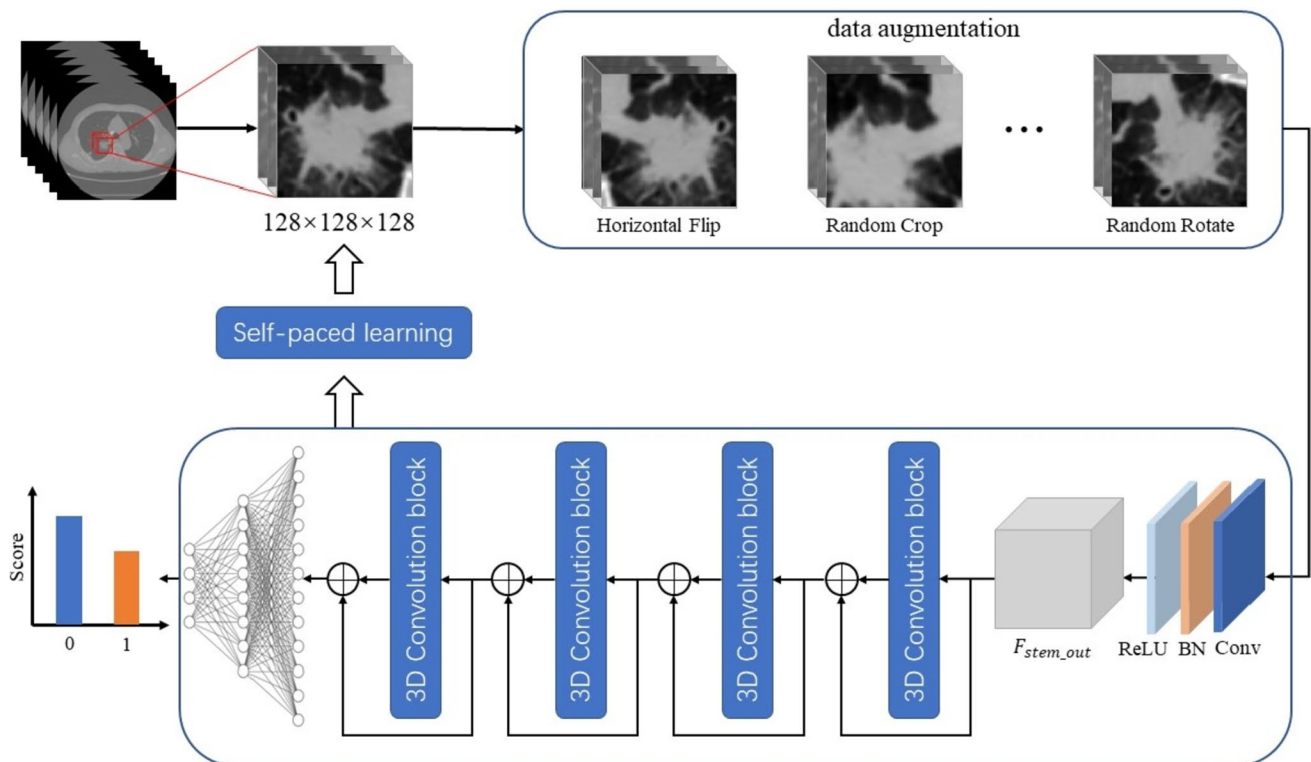 data augmentation
128×128×128
Horizontal Flip
Random Crop
...
Random Rotate
Self-paced learning
3D Convolution block
3D Convolution block
3D Convolution block
3D Convolution block
Score
0
1
F_stem_out
ReLU
BN
Conv